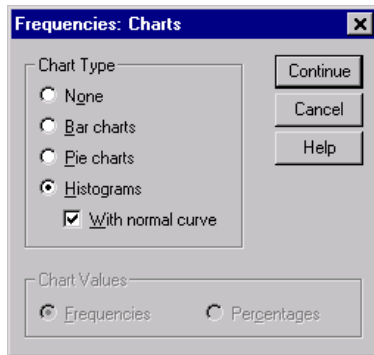 Frequencies: Charts
Chart Type
None
Bar charts
Pie charts
Histograms
With normal curve
Continue
Cancel
Help
Chart Values
Frequencies
Percentages